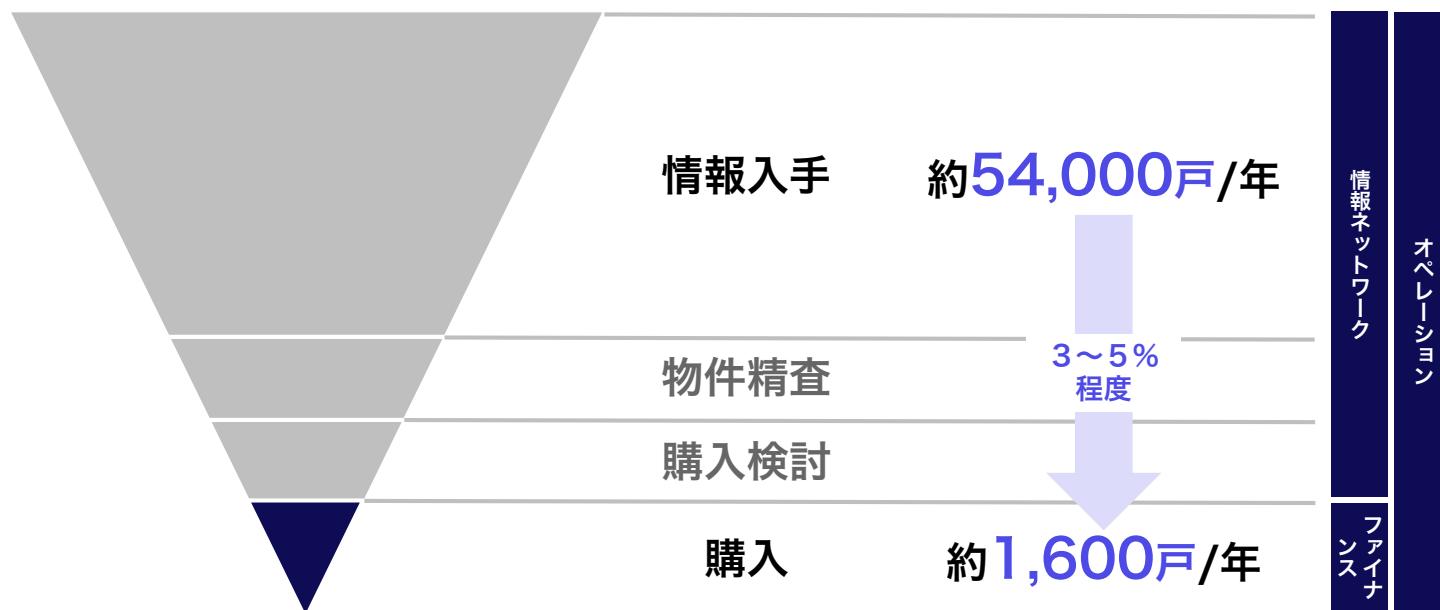 情報入手
約54,000戸/年
物件精査
3～5%
程度
購入検討
購入
約1,600戸/年
情報ネットワーク
ファイナンス
オペレーション